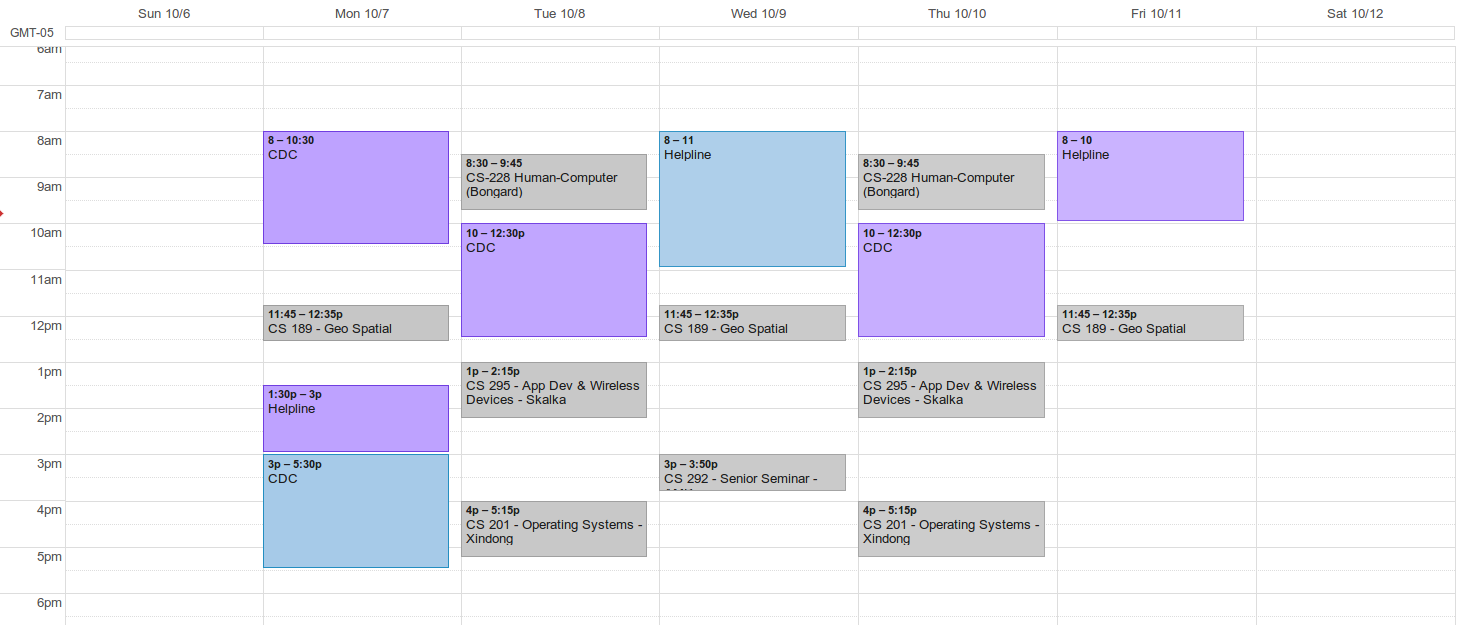 Sun 10/6
Mon 10/7
Tue 10/8
Wed 10/9
Thu 10/10
Fri 10/11
Sat 10/12
GMT-05
6am
7am
8am
9am
10am
11am
12pm
1pm
2pm
3pm
4pm
5pm
6pm
8 – 10:30
CDC
11:45 – 12:35p
CS 189 - Geo Spatial
1:30p – 3p
Helpline
3p – 5:30p
CDC
8:30 – 9:45
CS-228 Human-Computer
(Bongard)
10 – 12:30p
CDC
1p – 2:15p
CS 295 - App Dev & Wireless
Devices - Skalka
4p – 5:15p
CS 201 - Operating Systems -
Xindong
8 – 11
Helpline
11:45 – 12:35p
CS 189 - Geo Spatial
3p – 3:50p
CS 292 - Senior Seminar -
8:30 – 9:45
CS-228 Human-Computer
(Bongard)
10 – 12:30p
CDC
1p – 2:15p
CS 295 - App Dev & Wireless
Devices - Skalka
4p – 5:15p
CS 201 - Operating Systems -
Xindong
8 – 10
Helpline
11:45 – 12:35p
CS 189 - Geo Spatial